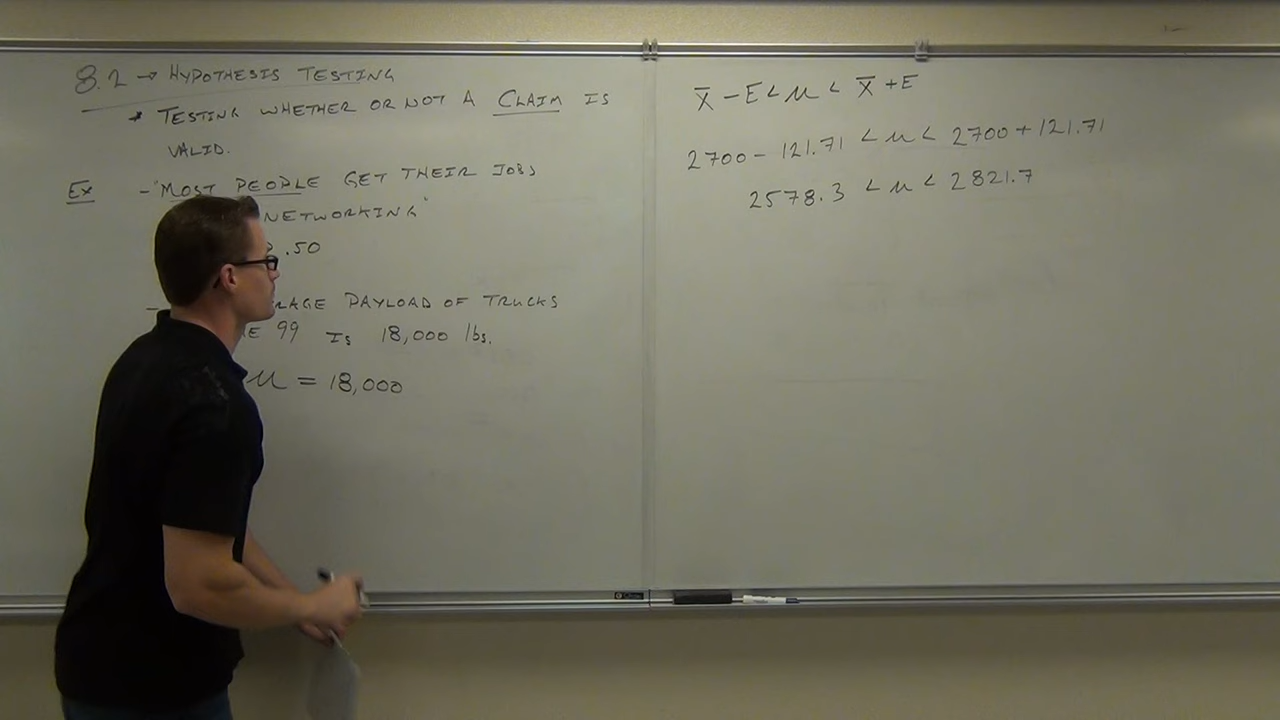 8.2 → HYPOTHESIS TESTING
* TESTING WHETHER OR NOT A CLAIM IS
VALID.
Ex - "MOST PEOPLE GET THEIR JOBS
NETWORKING"
.50
- PAYLOAD OF TRUCKS
99 IS 18,000 lbs.
μ = 18,000
x̄ - E < μ < x̄ + E
2700 - 121.71 < μ < 2700 + 121.71
2578.3 < μ < 2821.7